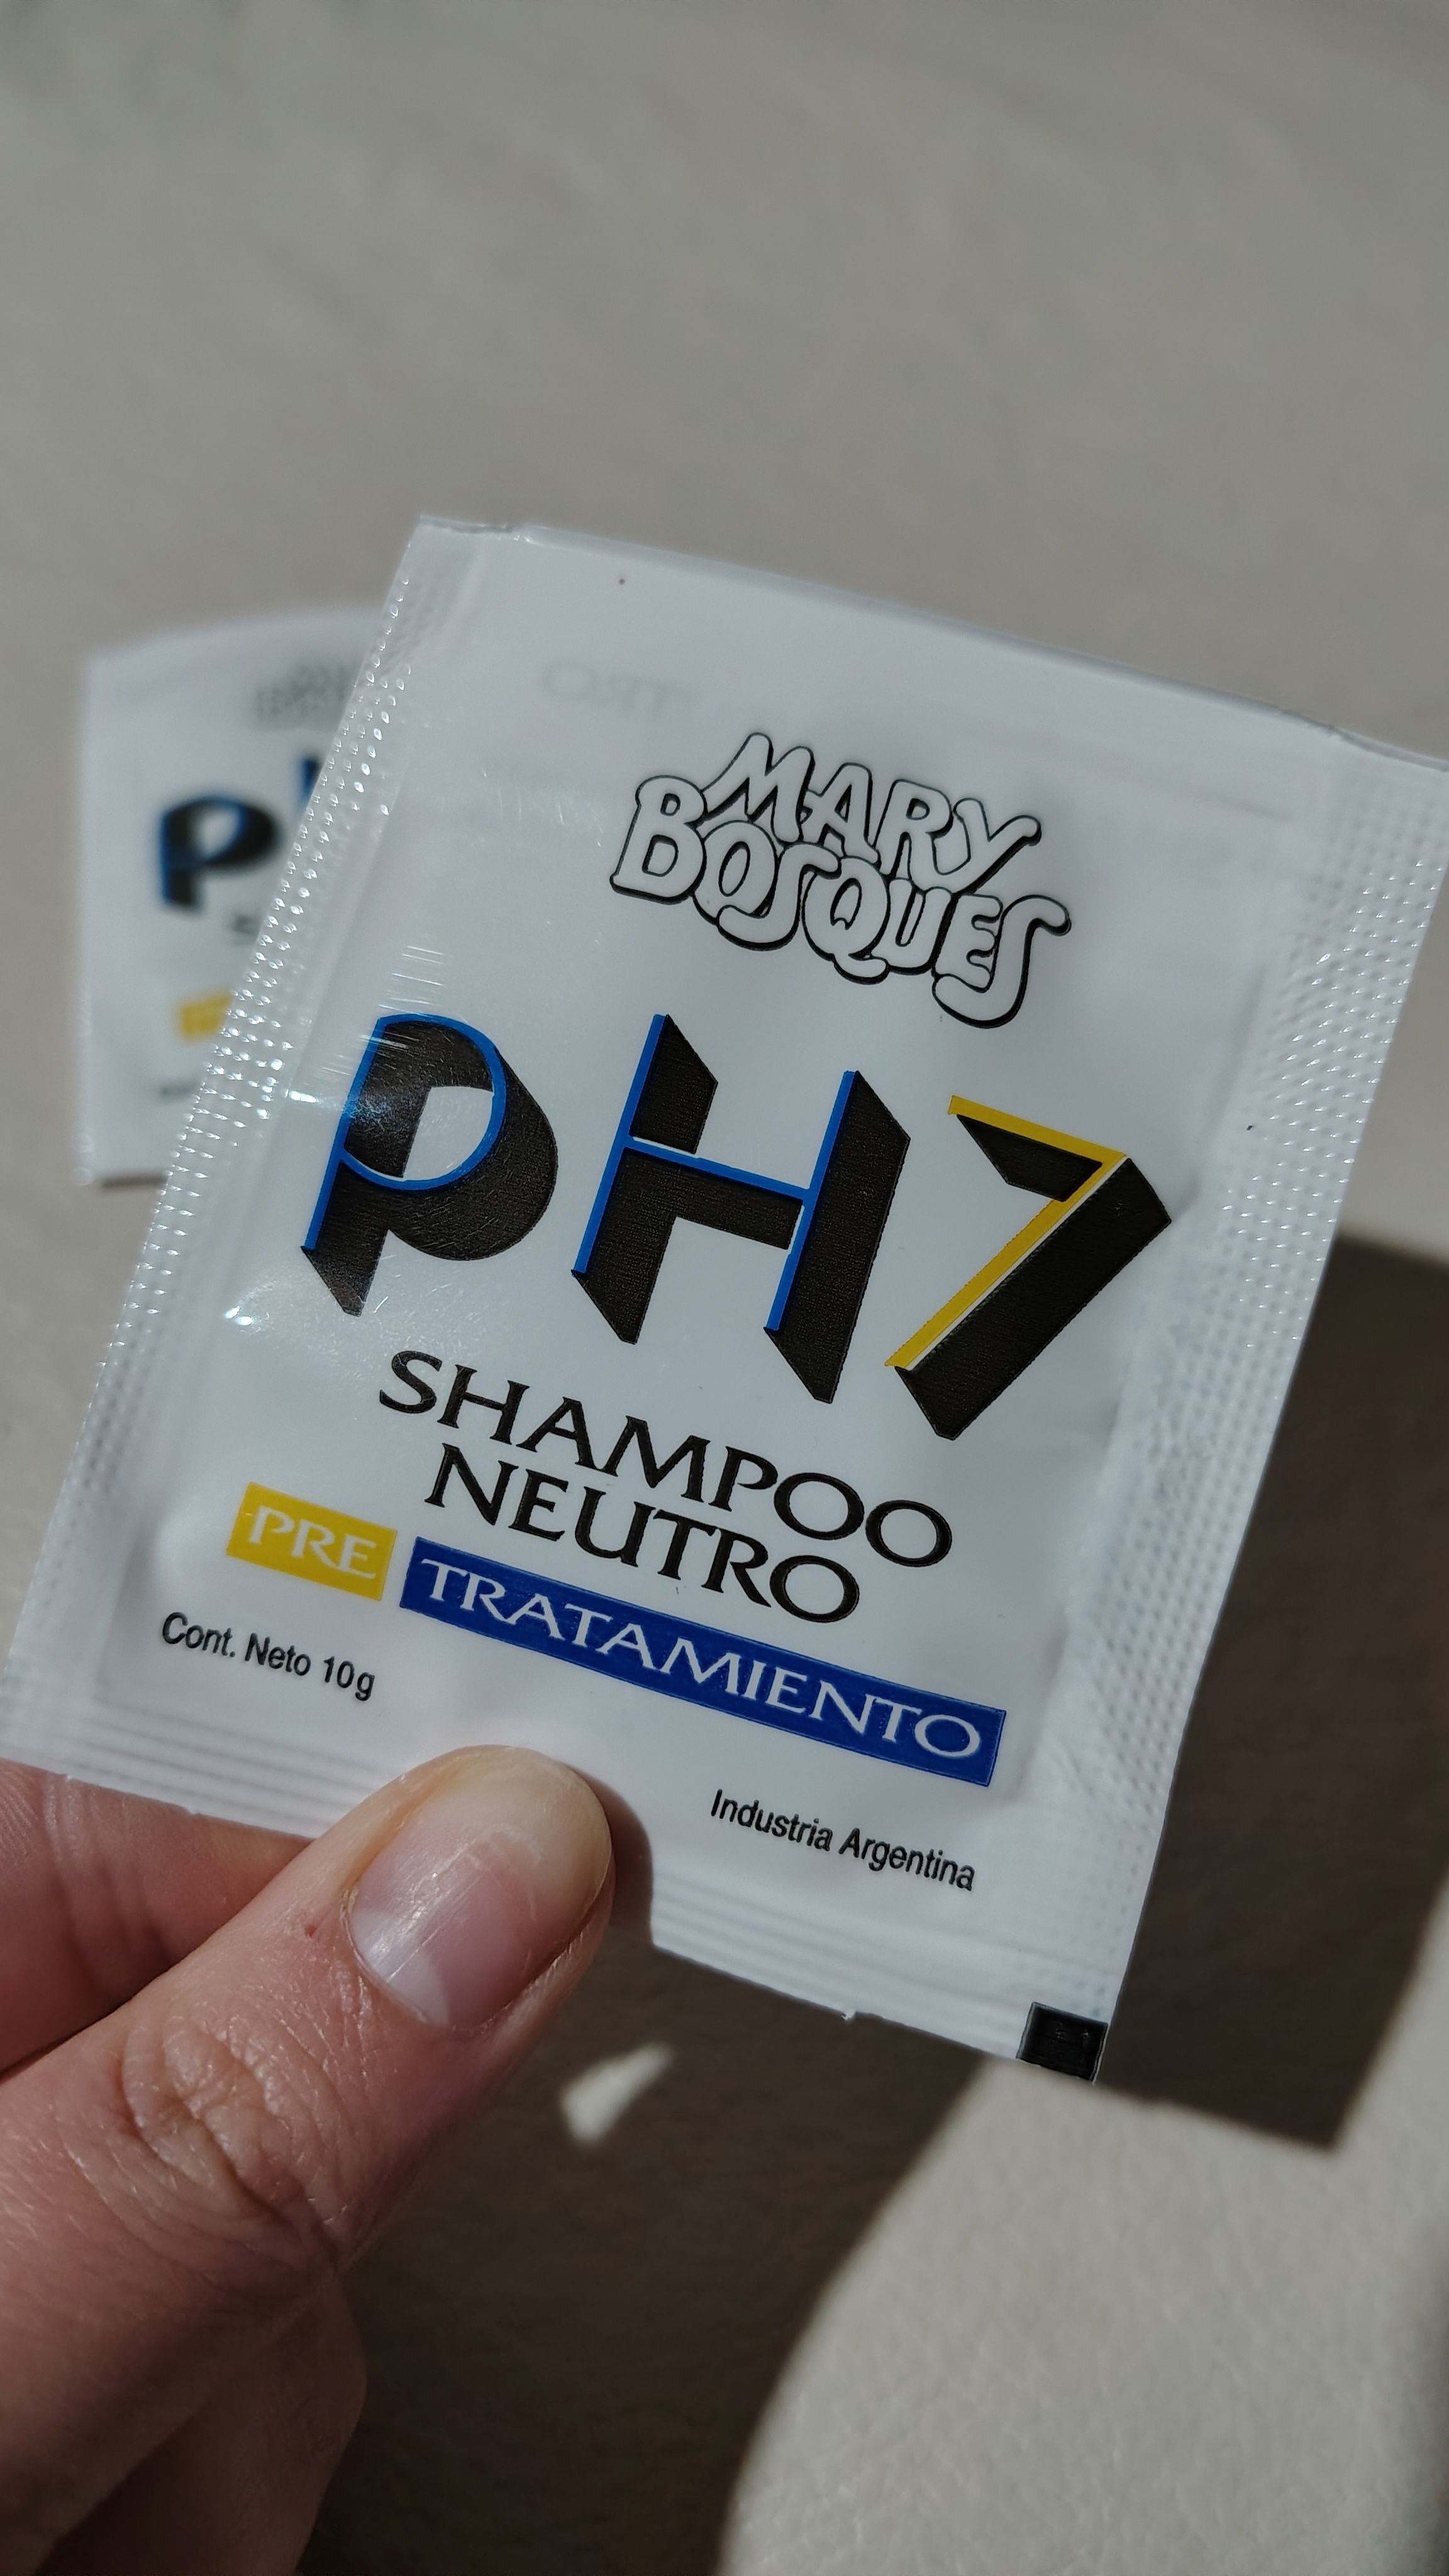 MARY
BOSQUES
PH7
SHAMPOO
NEUTRO
PRE TRATAMIENTO
Cont. Neto 10g
Industria Argentina
P